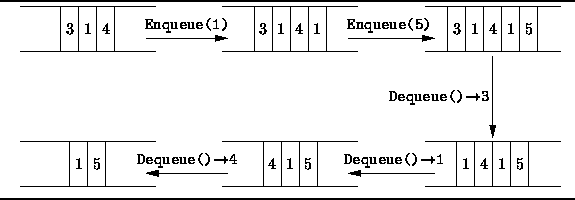 3 1 4 Enqueue(1) 3 1 4 1 Enqueue(5) 3 1 4 1 5
Dequeue()→3
1 5 Dequeue()→4 4 1 5 Dequeue()→1 1 4 1 5